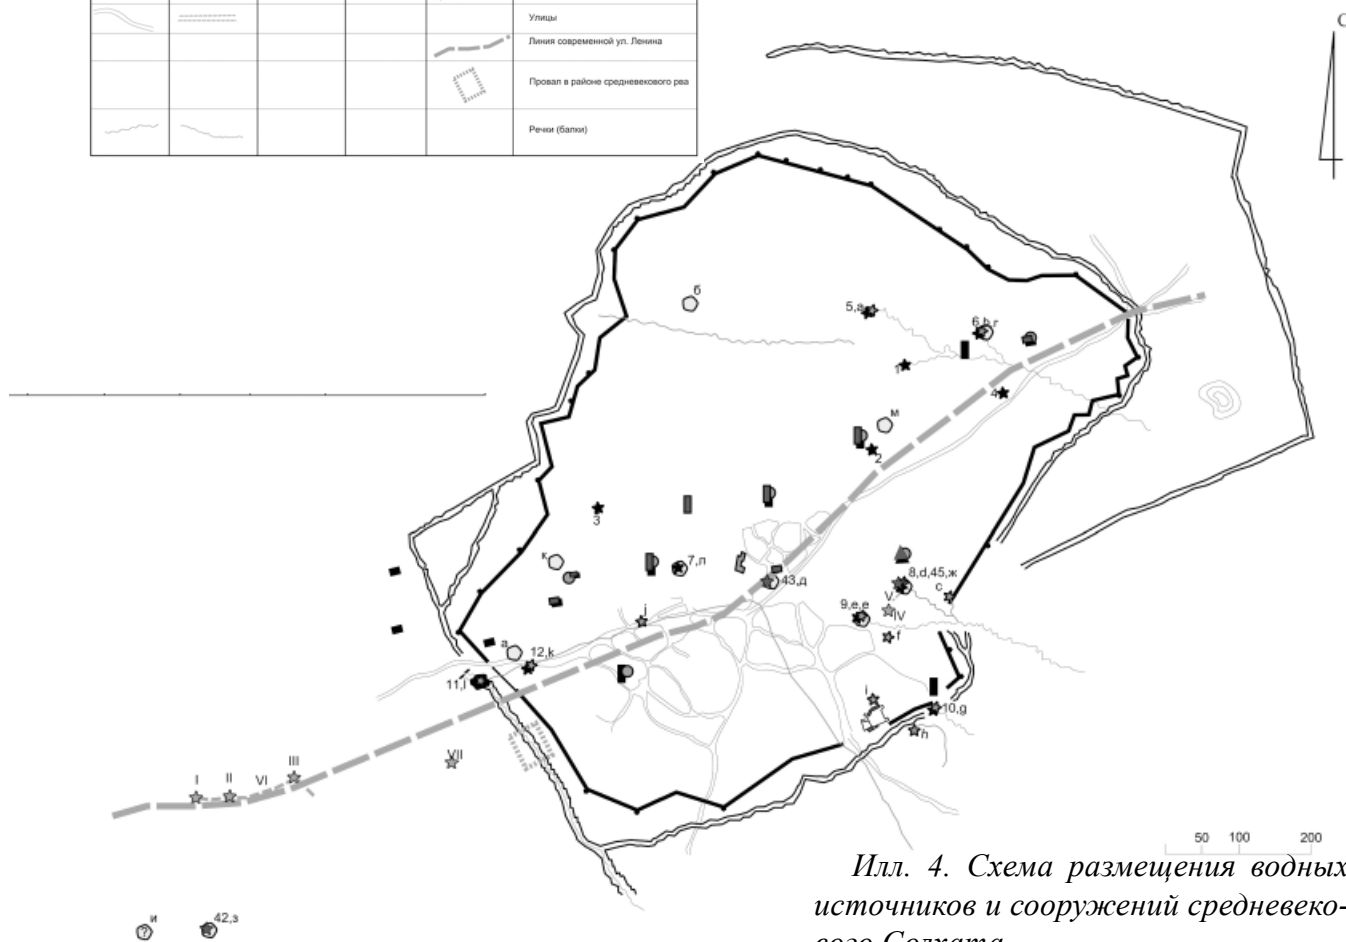 Улицы
Линия современной ул. Ленина
Провал в районе средневекового рва
Речки (балки)
С
б
5,а
6,b,г
1
4
м
2
3
к
7,л
43,д
8,d,45,ж
с
V
IV
9,е,е
f
j
а
12,k
11,l
i
10,g
h
VII
III
I
II
VI
50 100 200
и
?
42,з
Илл. 4. Схема размещения водных
источников и сооружений средневеко-
вого Солхата